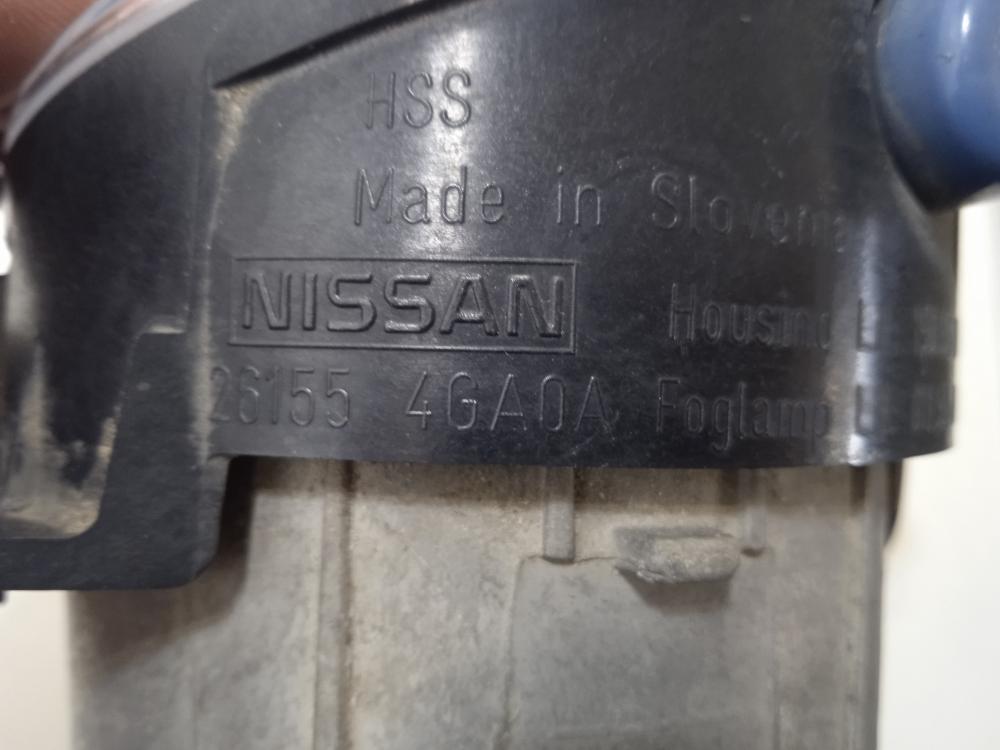 HSS
Made in
NISSAN
Housing
26155 4GA0A Foglamp